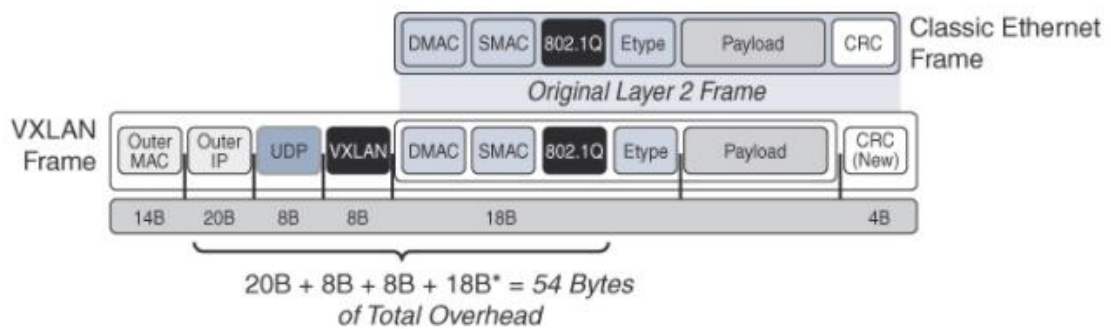 DMAC SMAC 802.1Q Etype Payload CRC
Classic Ethernet
Frame
Original Layer 2 Frame
VXLAN
Frame
Outer
MAC
Outer
IP
UDP
VXLAN
DMAC SMAC 802.1Q Etype Payload
CRC
(New)
14B 20B 8B 8B 18B 4B
20B + 8B + 8B + 18B* = 54 Bytes
of Total Overhead